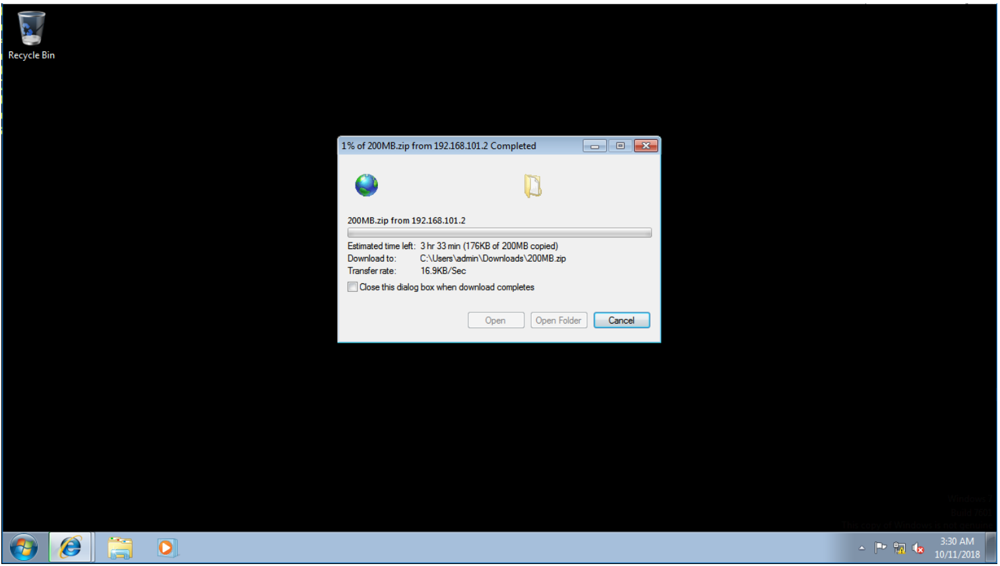 Recycle Bin
1% of 200MB.zip from 192.168.101.2 Completed
200MB.zip from 192.168.101.2
Estimated time left: 3 hr 33 min (176KB of 200MB copied)
Download to: C:\Users\admin\Downloads\200MB.zip
Transfer rate: 16.9KB/Sec
Close this dialog box when download completes
Open Open Folder Cancel
Windows 7
Build 7601
This copy of Windows is not genuine
3:30 AM
10/11/2018